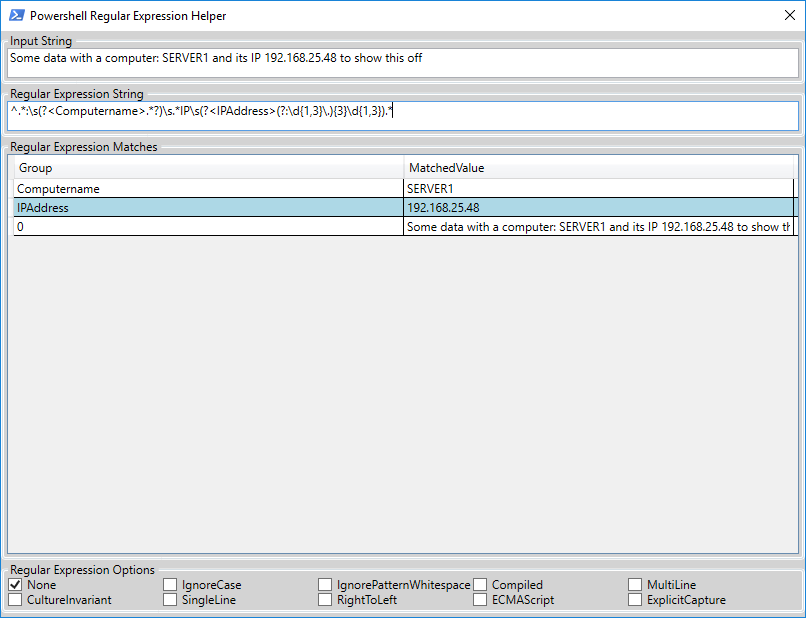 Powershell Regular Expression Helper
Input String
Some data with a computer: SERVER1 and its IP 192.168.25.48 to show this off
Regular Expression String
^.*:\s(?<Computername>.*?)\s.*IP\s(?<IPAddress>(?:\d{1,3}\.){3}\d{1,3}).*
Regular Expression Matches
Group MatchedValue
Computername SERVER1
IPAddress 192.168.25.48
0 Some data with a computer: SERVER1 and its IP 192.168.25.48 to show th
Regular Expression Options
None IgnoreCase IgnorePatternWhitespace Compiled MultiLine
CultureInvariant SingleLine RightToLeft ECMAScript ExplicitCapture